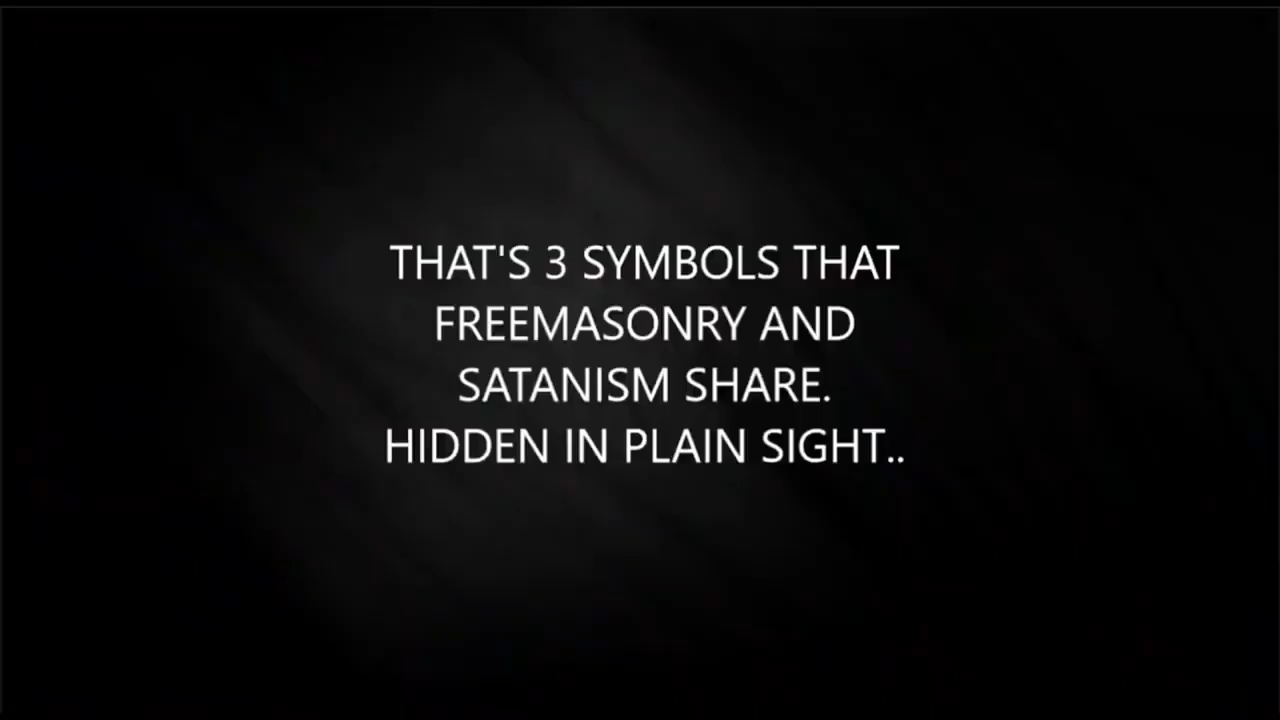 THAT'S 3 SYMBOLS THAT
FREEMASONRY AND
SATANISM SHARE.
HIDDEN IN PLAIN SIGHT..